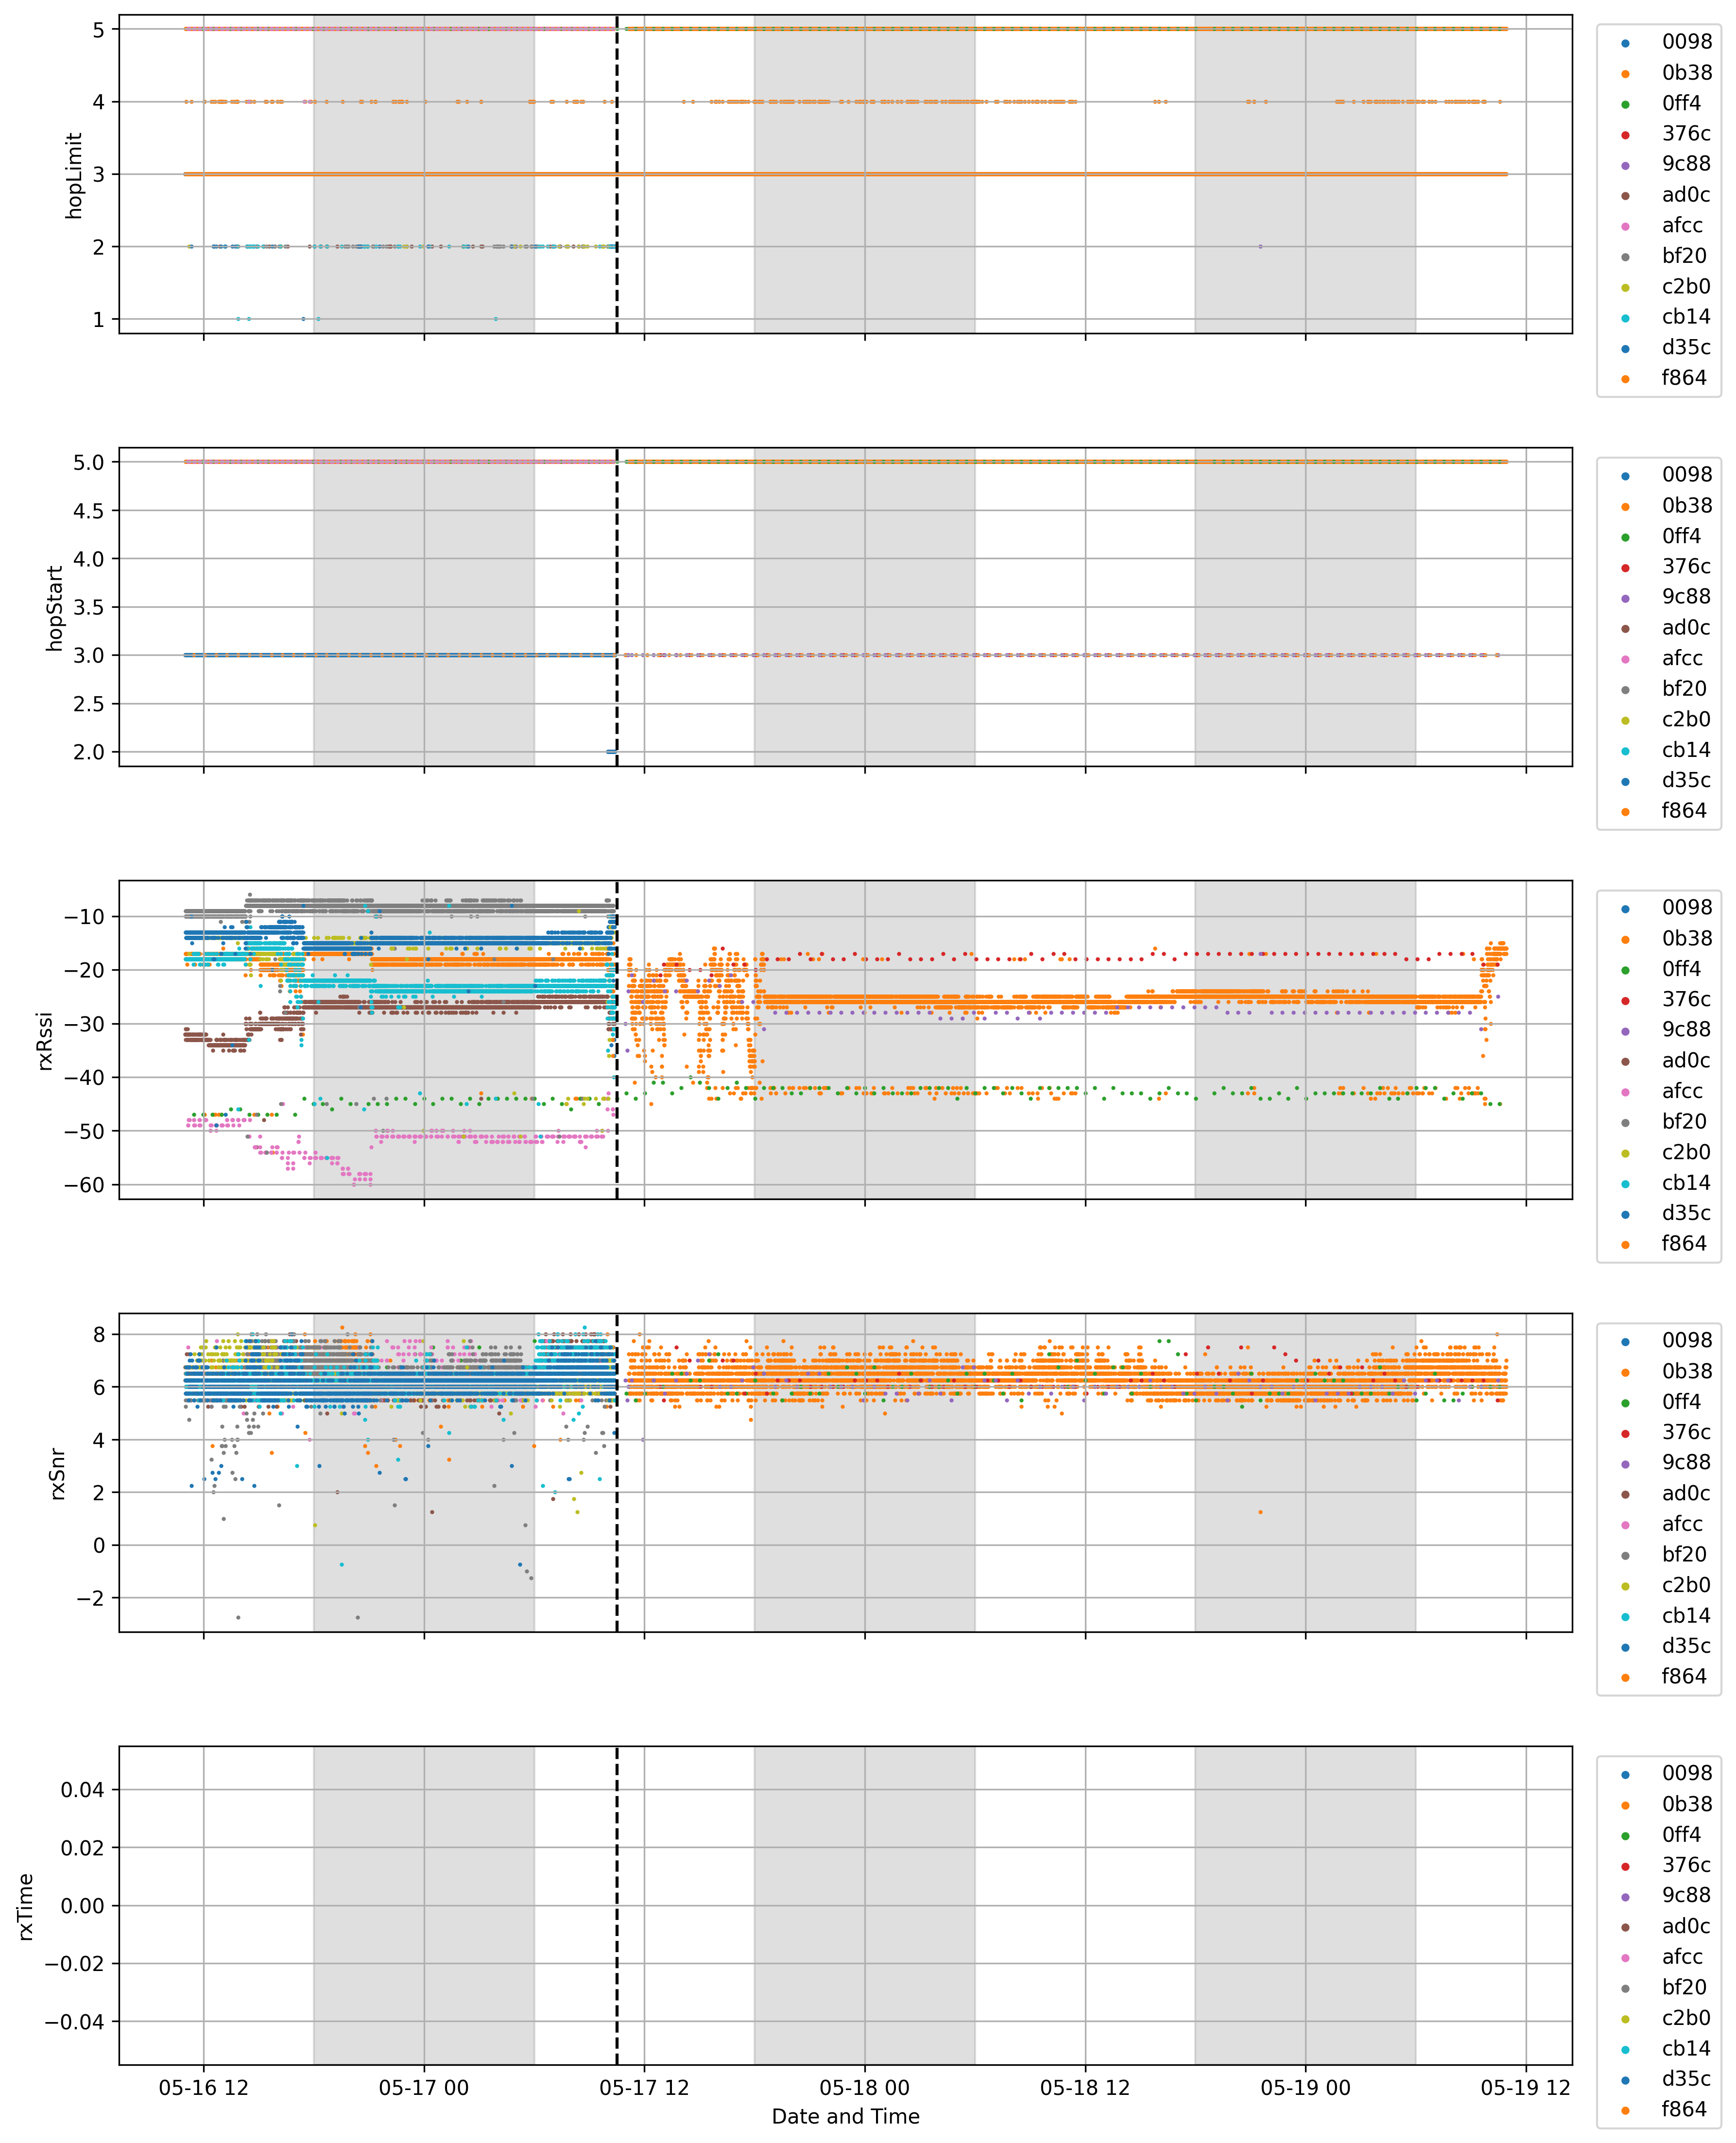 5
4
3
2
1
hopLimit
0098
0b38
0ff4
376c
9c88
ad0c
afcc
bf20
c2b0
cb14
d35c
f864
5.0
4.5
4.0
3.5
3.0
2.5
2.0
hopStart
0098
0b38
0ff4
376c
9c88
ad0c
afcc
bf20
c2b0
cb14
d35c
f864
−10
−20
−30
−40
−50
−60
rxRssi
0098
0b38
0ff4
376c
9c88
ad0c
afcc
bf20
c2b0
cb14
d35c
f864
8
6
4
2
0
−2
rxSnr
0098
0b38
0ff4
376c
9c88
ad0c
afcc
bf20
c2b0
cb14
d35c
f864
0.04
0.02
0.00
−0.02
−0.04
rxTime
0098
0b38
0ff4
376c
9c88
ad0c
afcc
bf20
c2b0
cb14
d35c
f864
05-16 12
05-17 00
05-17 12
05-18 00
05-18 12
05-19 00
05-19 12
Date and Time